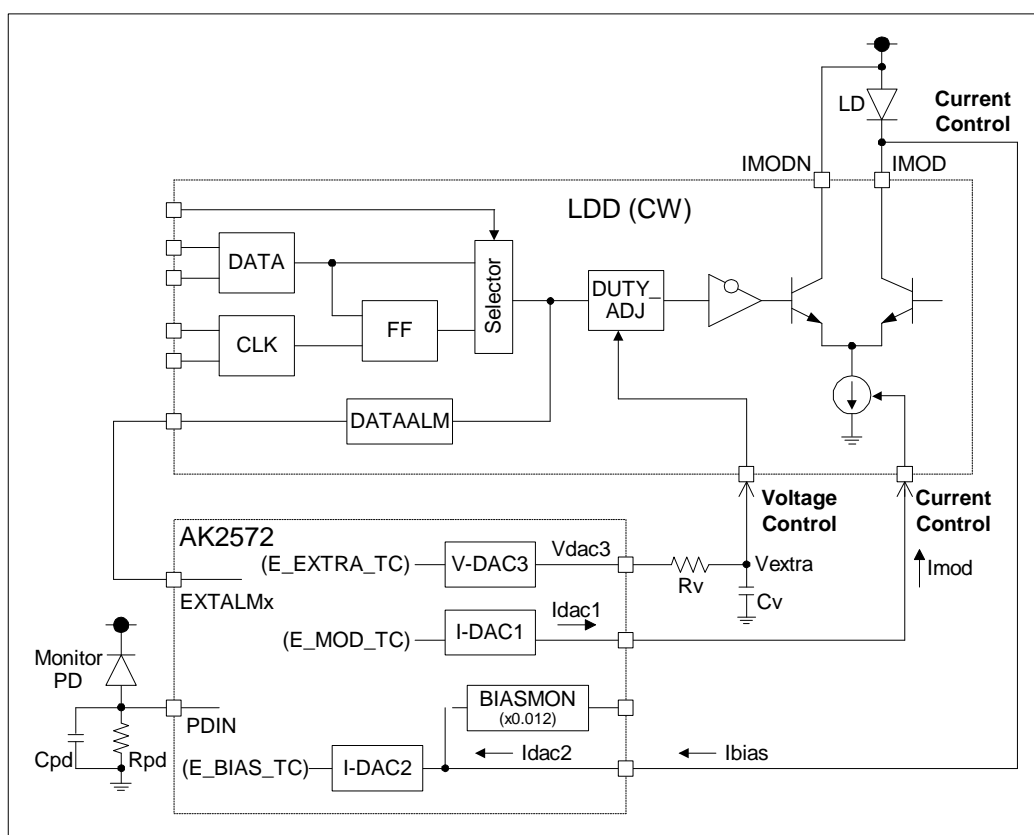 LD
Current
Control
IMODN
IMOD
LDD (CW)
DATA
CLK
FF
Selector
DUTY_
ADJ
DATAALM
Voltage
Control
Current
Control
AK2572
(E_EXTRA_TC)
V-DAC3
Vdac3
Rv
Vextra
Cv
Imod
EXTALMx
(E_MOD_TC)
I-DAC1
Idac1
Monitor
PD
PDIN
BIASMON
(x0.012)
Cpd
Rpd
(E_BIAS_TC)
I-DAC2
Idac2
Ibias